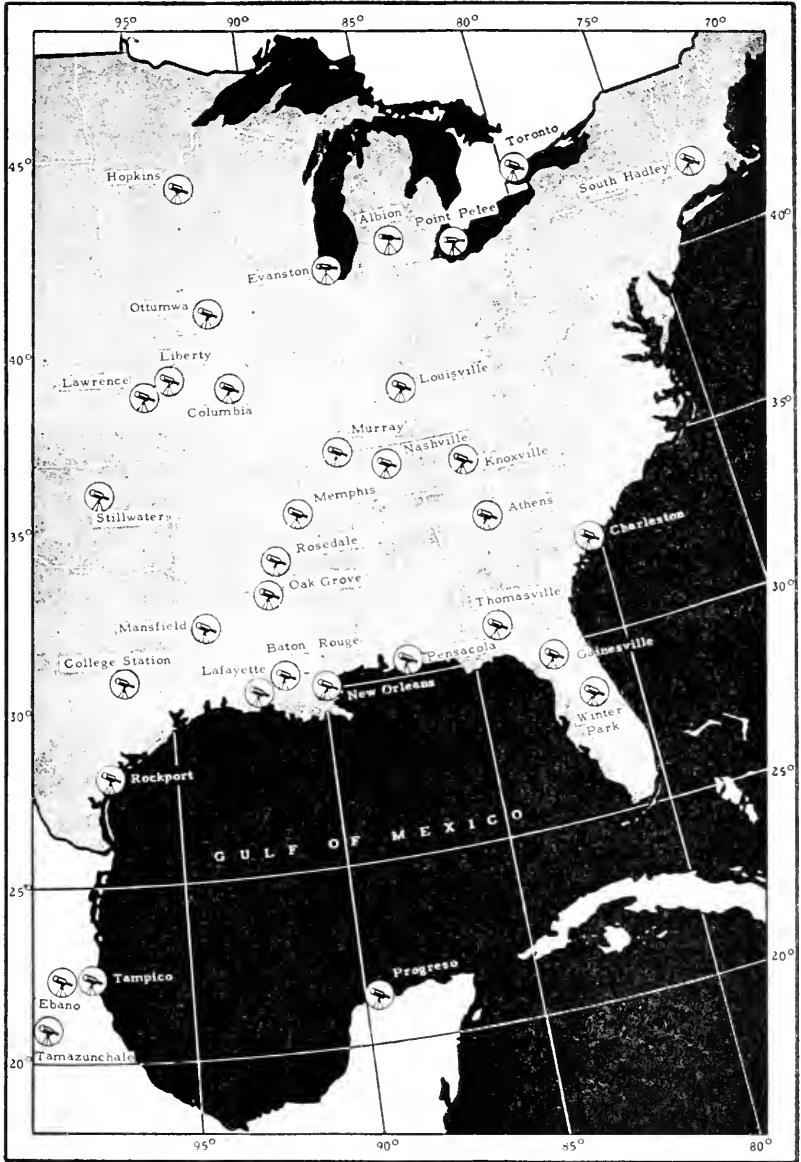 95° 90° 85° 80° 75° 70°
Toronto
45°
Hopkins
South Hadley
Albion
Point Pelee
40°
Evanston
Ottumwa
40°
Liberty
Lawrence
Louisville
Columbia
35°
Murray
Nashville
Knoxville
Memphis
Stillwater
Athens
35°
Charleston
Rosedale
Oak Grove
30°
Thomasville
Mansfield
Baton Rouge
College Station
Lafayette
Pensacola
Gainesville
New Orleans
30°
Winter
Park
Rockport
25°
GULF OF MEXICO
25°
20°
Progreso
Tampico
Ebano
Tamazunchale
20°
95° 90° 85° 80°